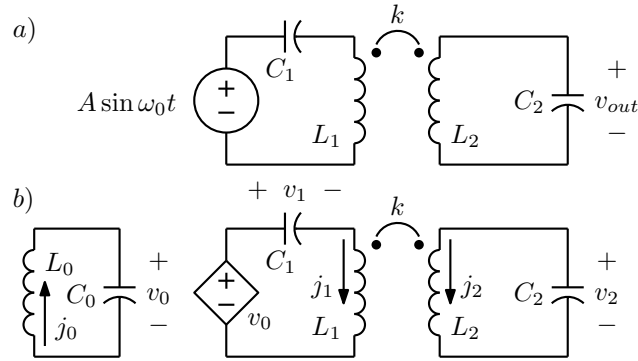 a)
C₁
k
A sin ω₀t
+
−
L₁
L₂
C₂
+
v_out
−
b)
+ v₁ −
C₁
k
L₀
j₀
C₀
+
v₀
−
+
−
v₀
j₁
L₁
j₂
L₂
C₂
+
v₂
−